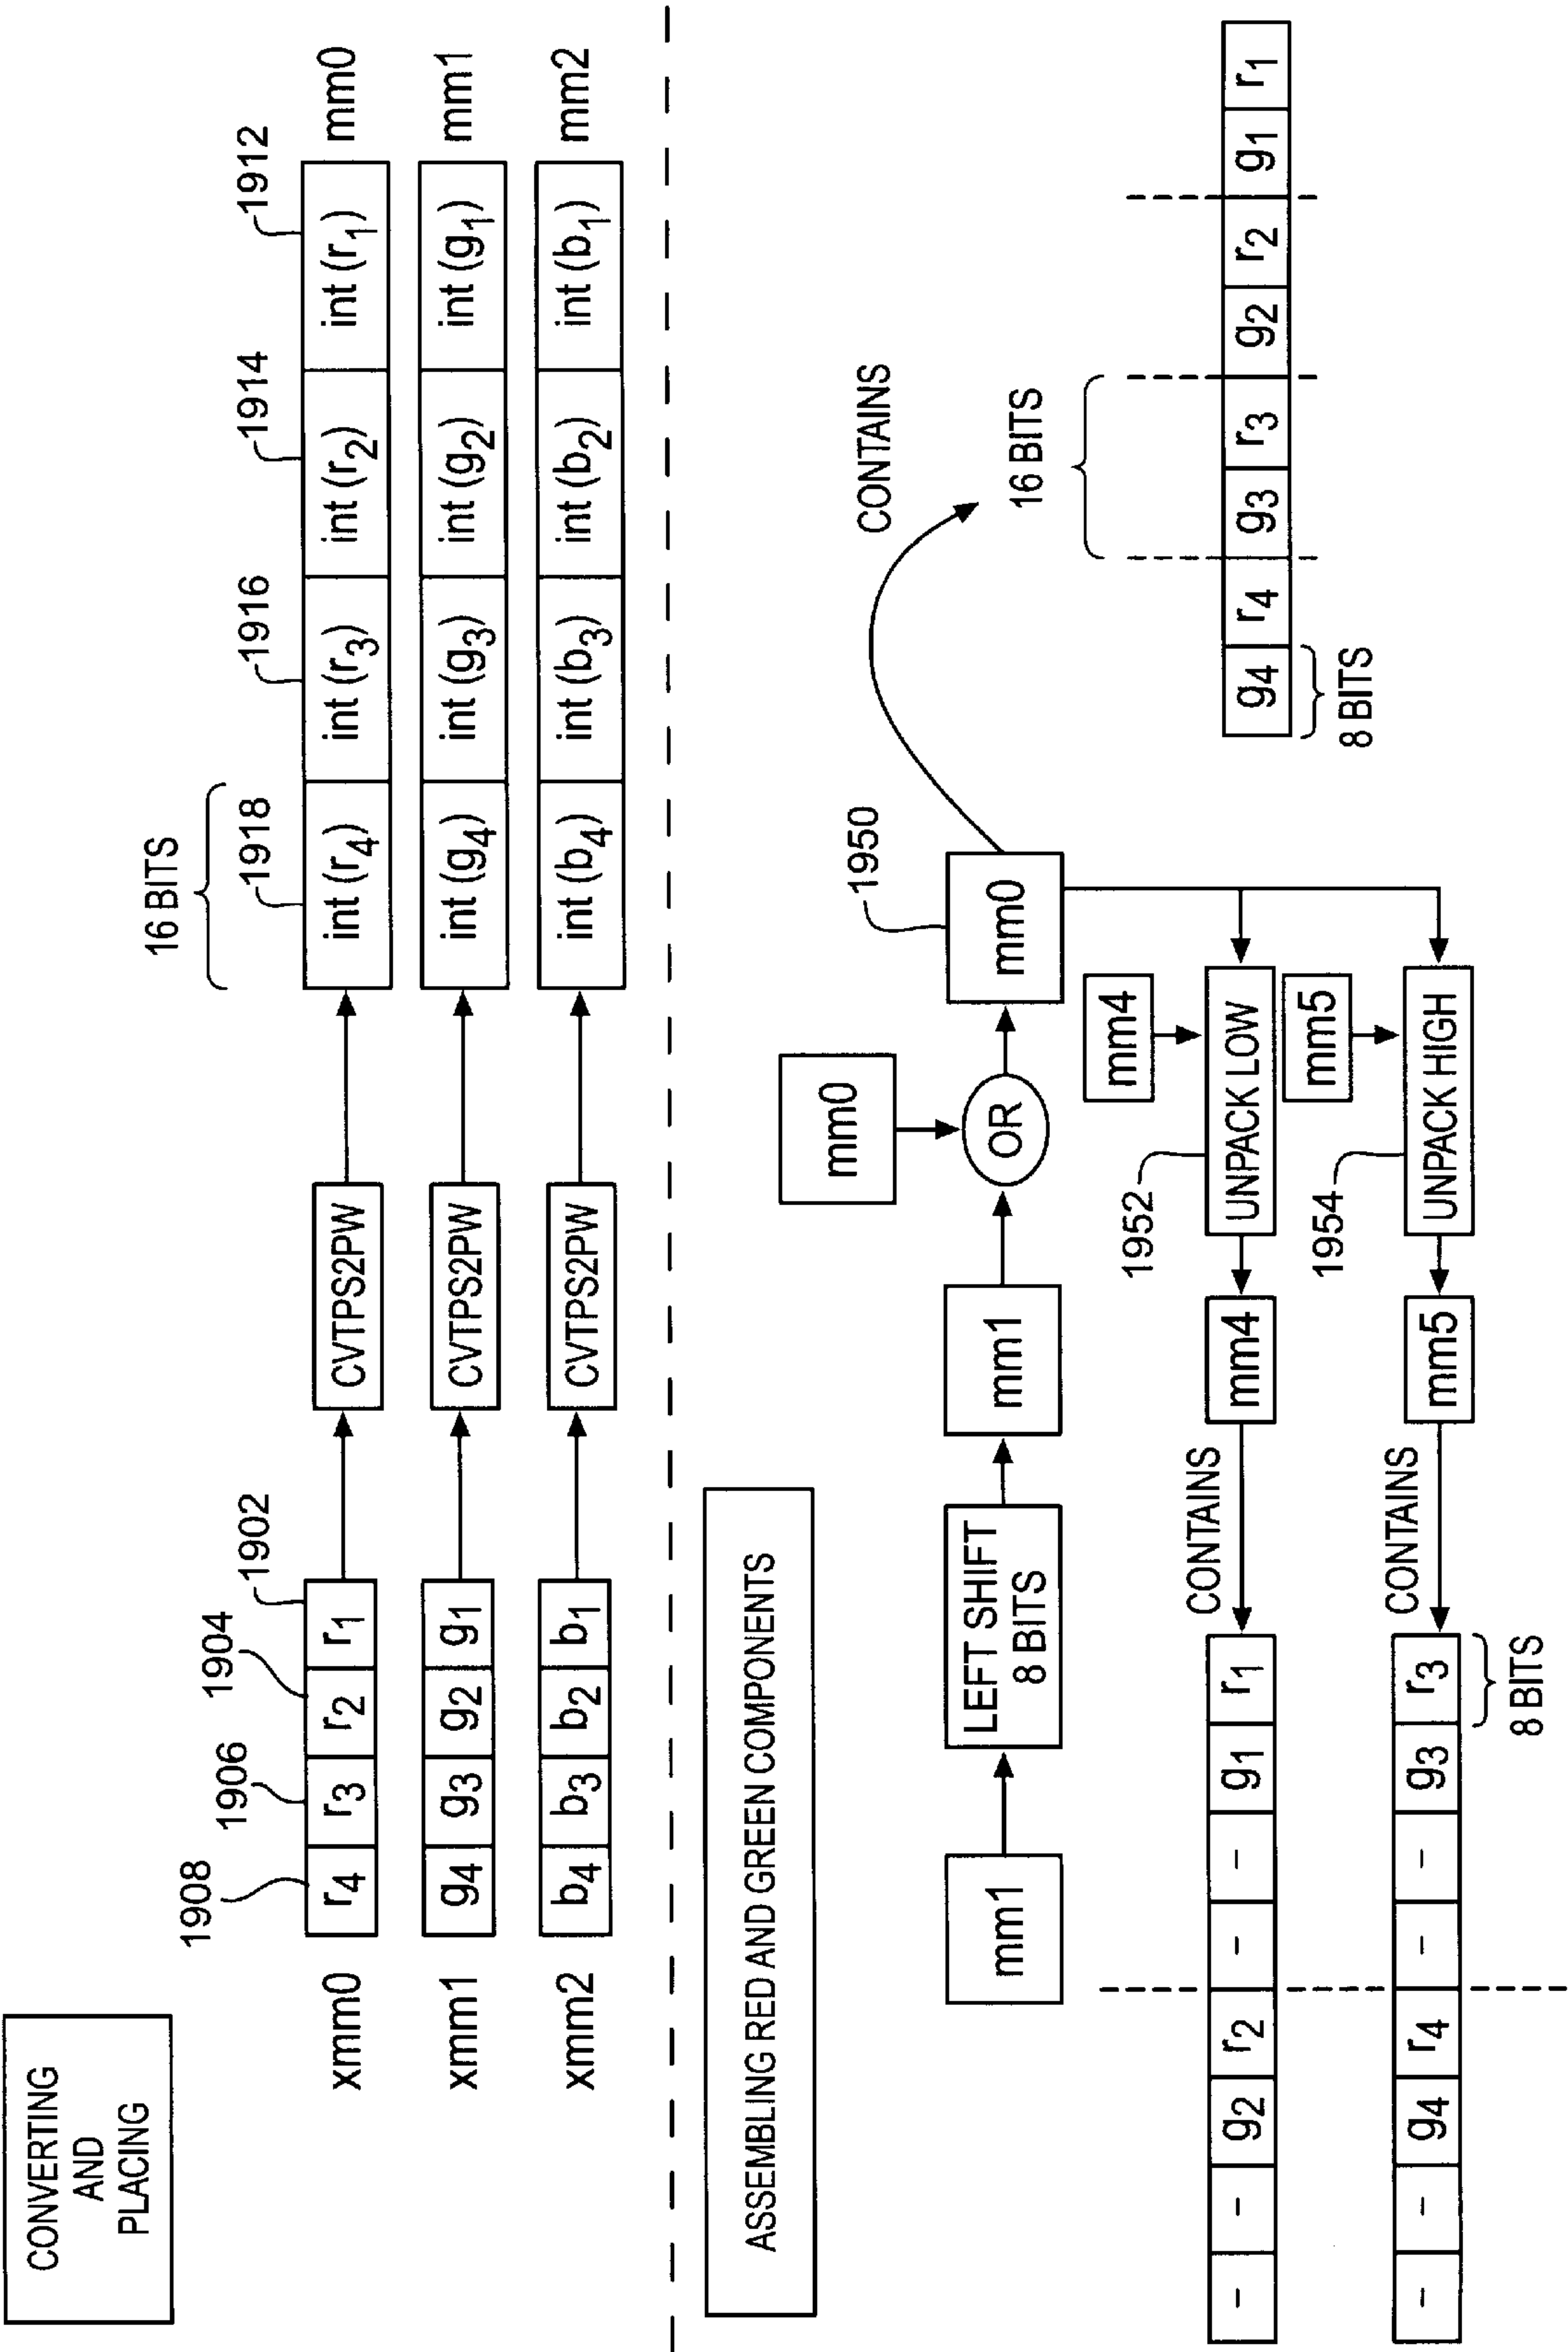 CONVERTING
AND
PLACING
1908
1906
1904
1902
16 BITS
1918
1916
1914
1912
xmm0
r4
r3
r2
r1
CVTPS2PW
int (r4)
int (r3)
int (r2)
int (r1)
mm0
xmm1
g4
g3
g2
g1
CVTPS2PW
int (g4)
int (g3)
int (g2)
int (g1)
mm1
xmm2
b4
b3
b2
b1
CVTPS2PW
int (b4)
int (b3)
int (b2)
int (b1)
mm2
ASSEMBLING RED AND GREEN COMPONENTS
mm1
LEFT SHIFT
8 BITS
mm1
mm0
OR
1950
mm0
CONTAINS
16 BITS
g4
r4
g3
r3
g2
r2
g1
r1
8 BITS
mm4
1952
UNPACK LOW
mm4
CONTAINS
-
-
g2
r2
-
-
g1
r1
mm5
1954
UNPACK HIGH
mm5
CONTAINS
-
-
g4
r4
-
-
g3
r3
8 BITS